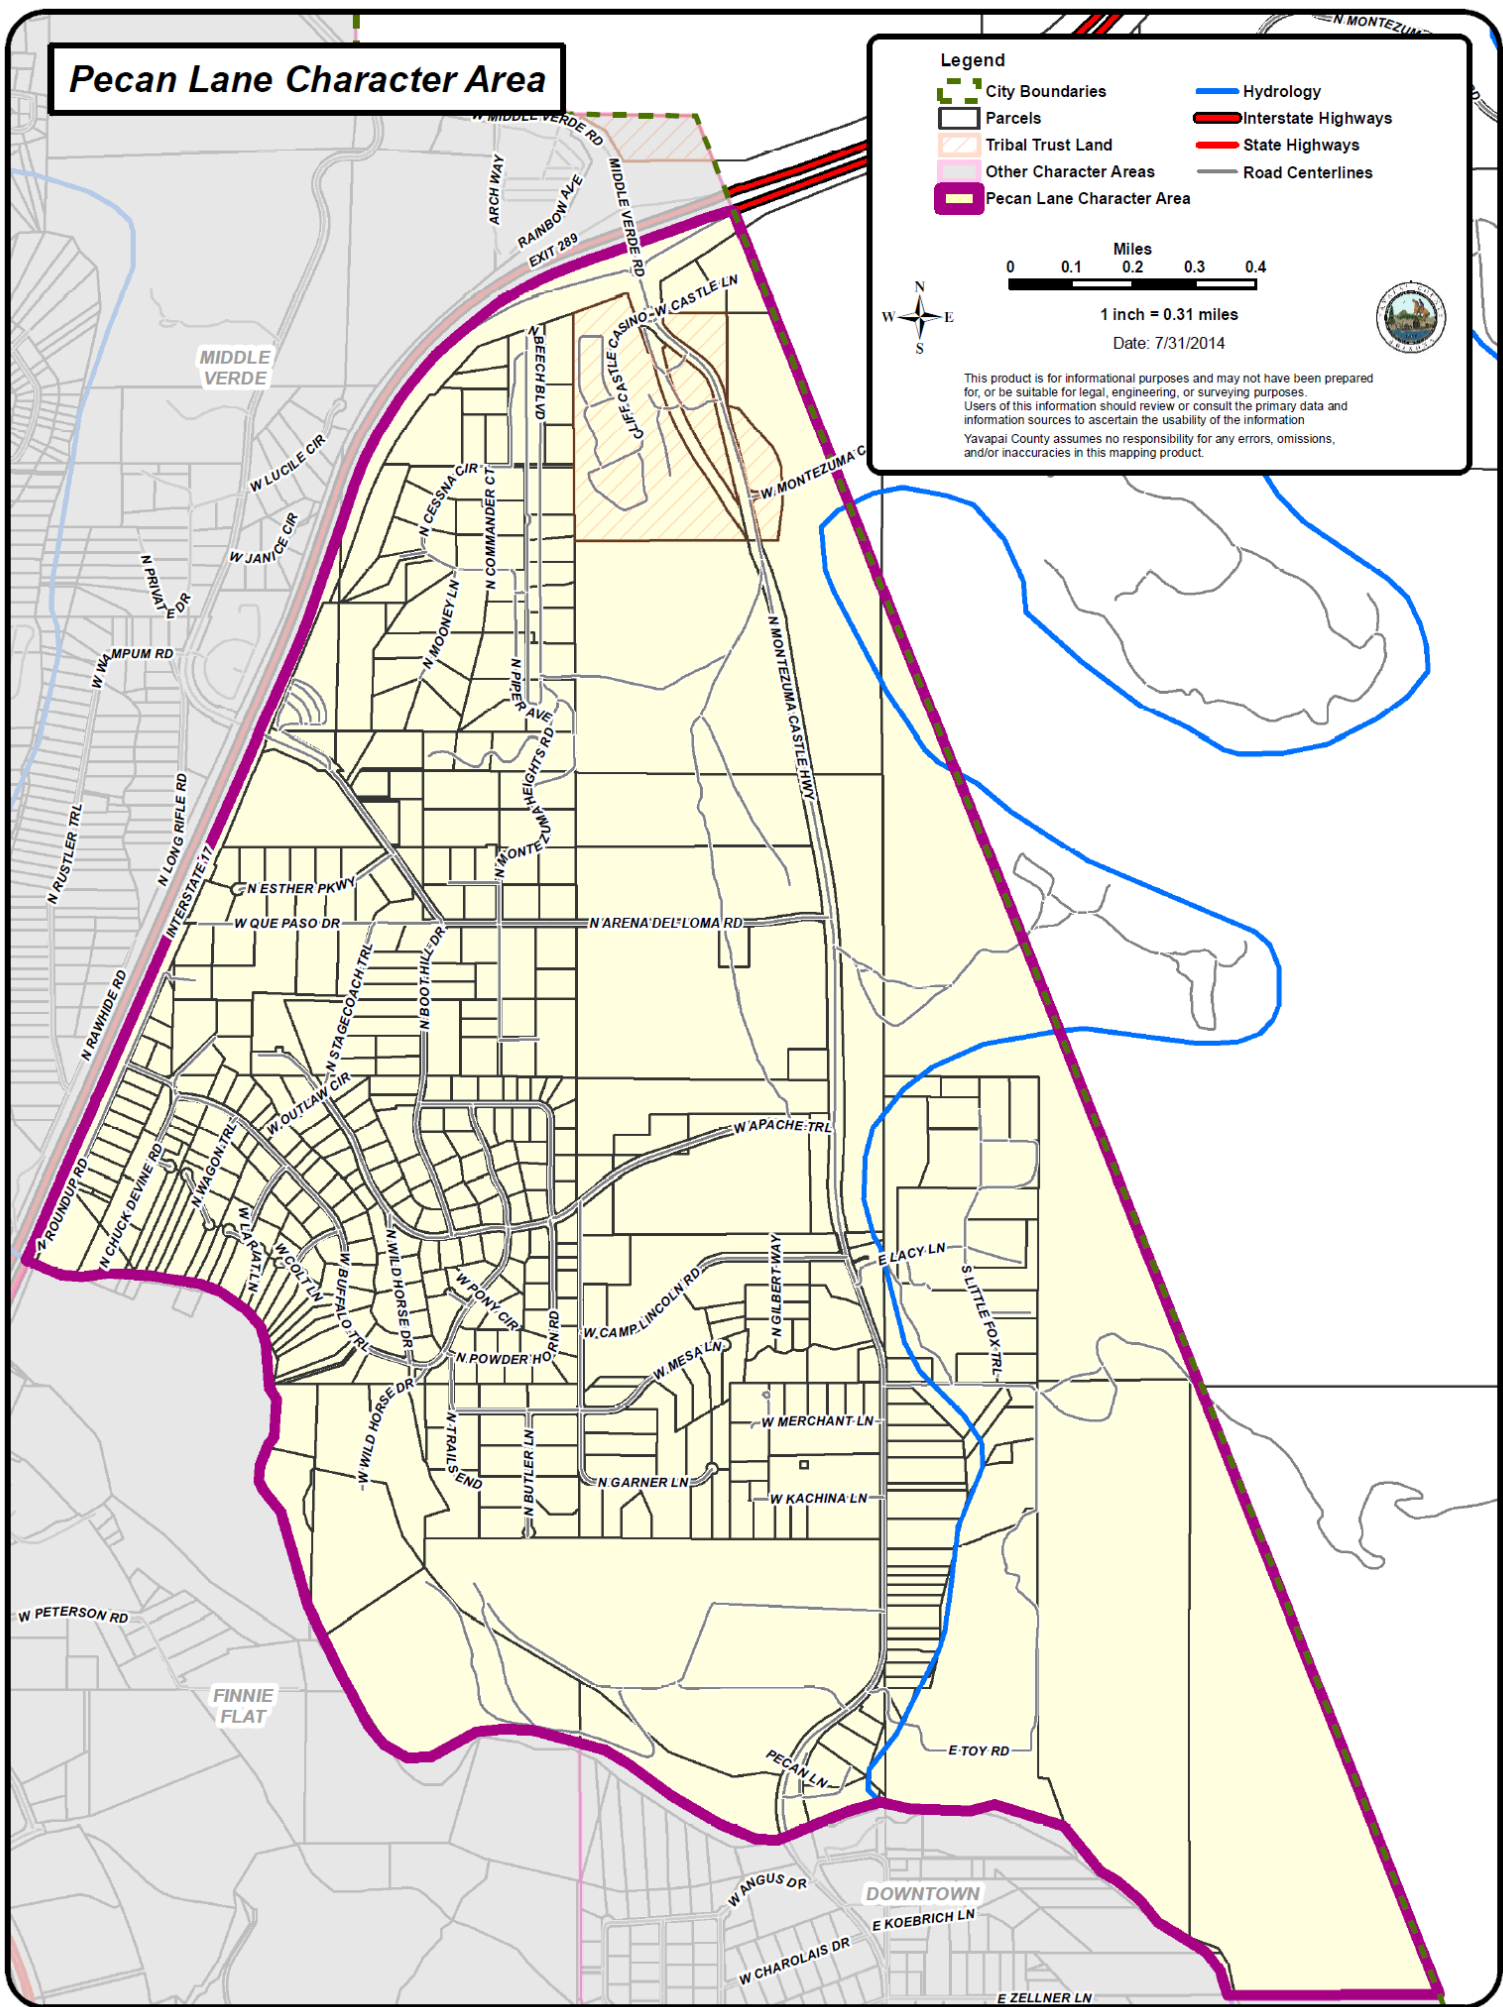 Pecan Lane Character Area
N MONTEZUM
RD
Legend
City Boundaries
Parcels
Tribal Trust Land
Other Character Areas
Pecan Lane Character Area
Hydrology
Interstate Highways
State Highways
Road Centerlines
Miles
0 0.1 0.2 0.3 0.4
N
W E
S
1 inch = 0.31 miles
Date: 7/31/2014
This product is for informational purposes and may not have been prepared
for, or be suitable for legal, engineering, or surveying purposes.
Users of this information should review or consult the primary data and
information sources to ascertain the usability of the information
Yavapai County assumes no responsibility for any errors, omissions,
and/or inaccuracies in this mapping product.
W MIDDLE VERDE RD
ARCH WAY
RAINBOW AVE
EXIT 289
MIDDLE VERDE RD
W CASTLE LN
CLIFF CASTLE CASINO
N BEECH BLVD
MIDDLE
VERDE
W LUCILE CIR
W JANICE CIR
N PRIVATE DR
W WAMPUM RD
N CESSNA CIR
N COMMANDER CT
W MONTEZUMA C
N MOONEY LN
N PIPER AVE
N MONTEZUMA CASTLE HWY
N MONTEZUMA HEIGHTS RD
N RUSTLER TRL
N LONG RIFLE RD
INTERSTATE 17
N ESTHER PKWY
W QUE PASO DR
N ARENA DEL LOMA RD
N STAGECOACH TRL
N BOOT HILL DR
N RAWHIDE RD
W OUTLAW CIR
W APACHE TRL
N ROUNDUP RD
N CHUCK DEVINE RD
N WAGON TRL
W LARIAT LN
W COLT LN
W BUFFALO TRL
N WILD HORSE DR
W PONY CIR
N POWDER HORN RD
W CAMP LINCOLN RD
N GILBERT WAY
E LACY LN
S LITTLE FOX TRL
W MESA LN
W WILD HORSE DR
N TRAILS END
N BUTLER LN
W MERCHANT LN
N GARNER LN
W KACHINA LN
W PETERSON RD
FINNIE
FLAT
E TOY RD
PECAN LN
W ANGUS DR
DOWNTOWN
E KOEBRICH LN
W CHAROLAIS DR
E ZELLNER LN